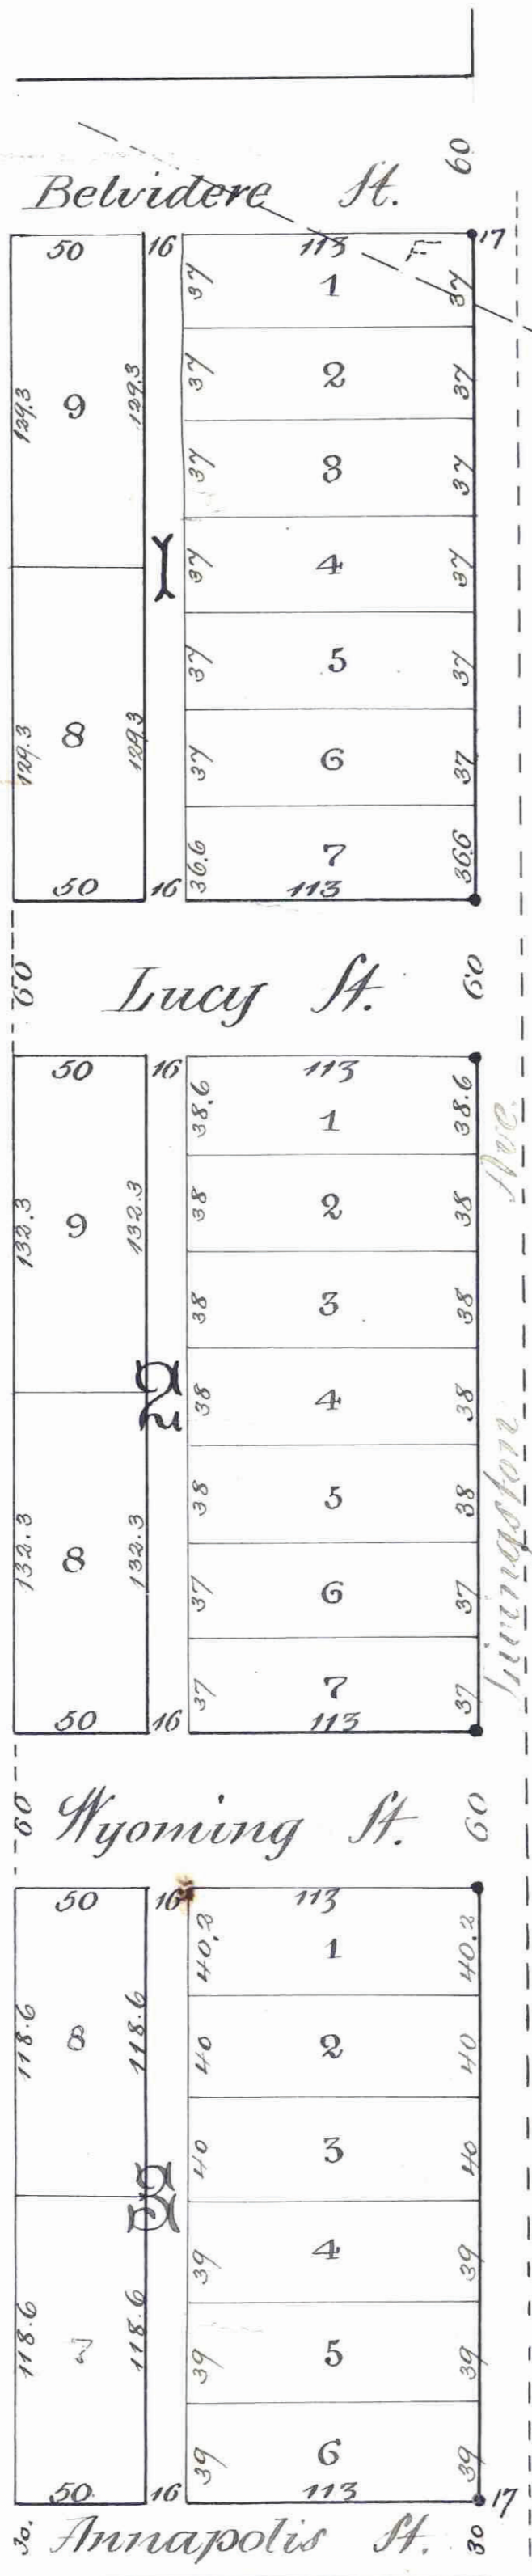 60
Belvidere St.
50 16 113 F 17
37 1 37
37 2 37
129.3 9 129.3
37 3 37
1
37 4 37
37 5 37
129.3 8 129.3
37 6 37
36.6 7 36.6
50 16 113
60 Lucy St. 60
50 16 113
38.6 1 38.6
Livingston Ave.
38 2 38
132.3 9 132.3
38 3 38
2
38 4 38
38 5 38
132.3 8 132.3
37 6 37
37 7 37
50 16 113
60 Wyoming St. 60
50 16 113
40.2 1 40.2
118.6 8 118.6
40 2 40
40 3 40
3
39 4 39
118.6 7 118.6
39 5 39
39 6 39
50. 16 113 17
30. Annapolis St. 30